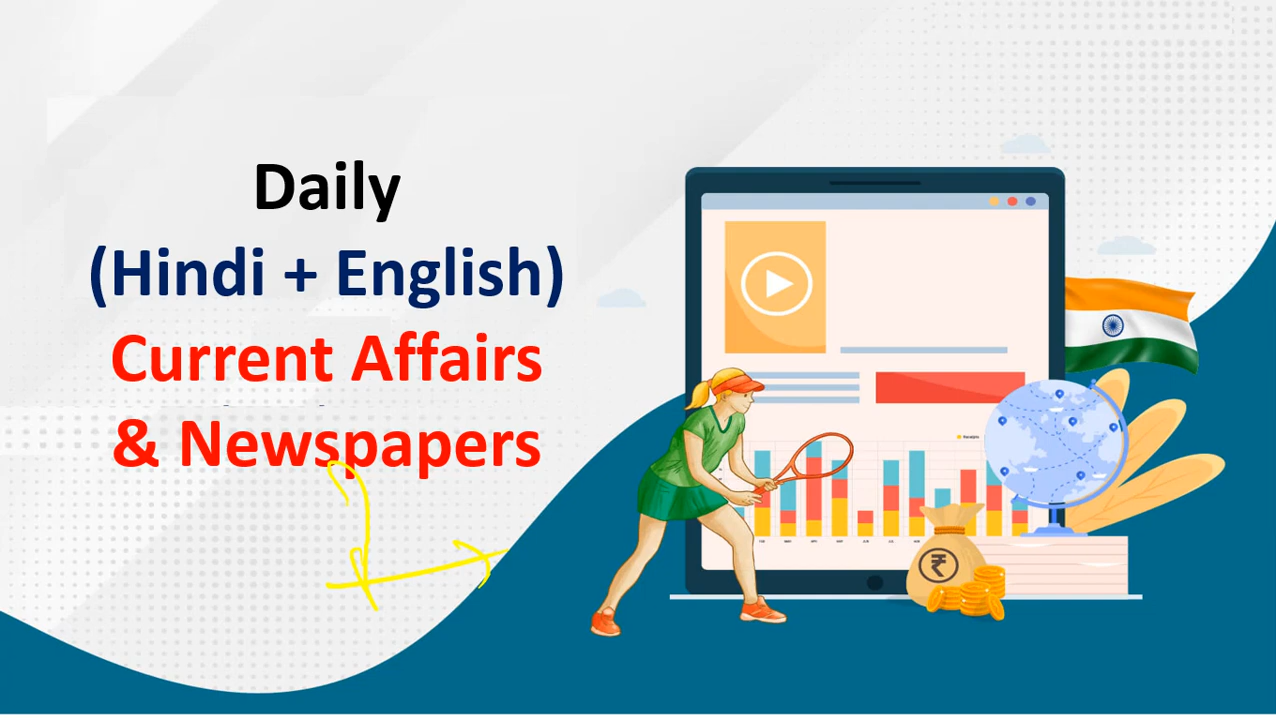 Daily
(Hindi + English)
Current Affairs
& Newspapers
₹